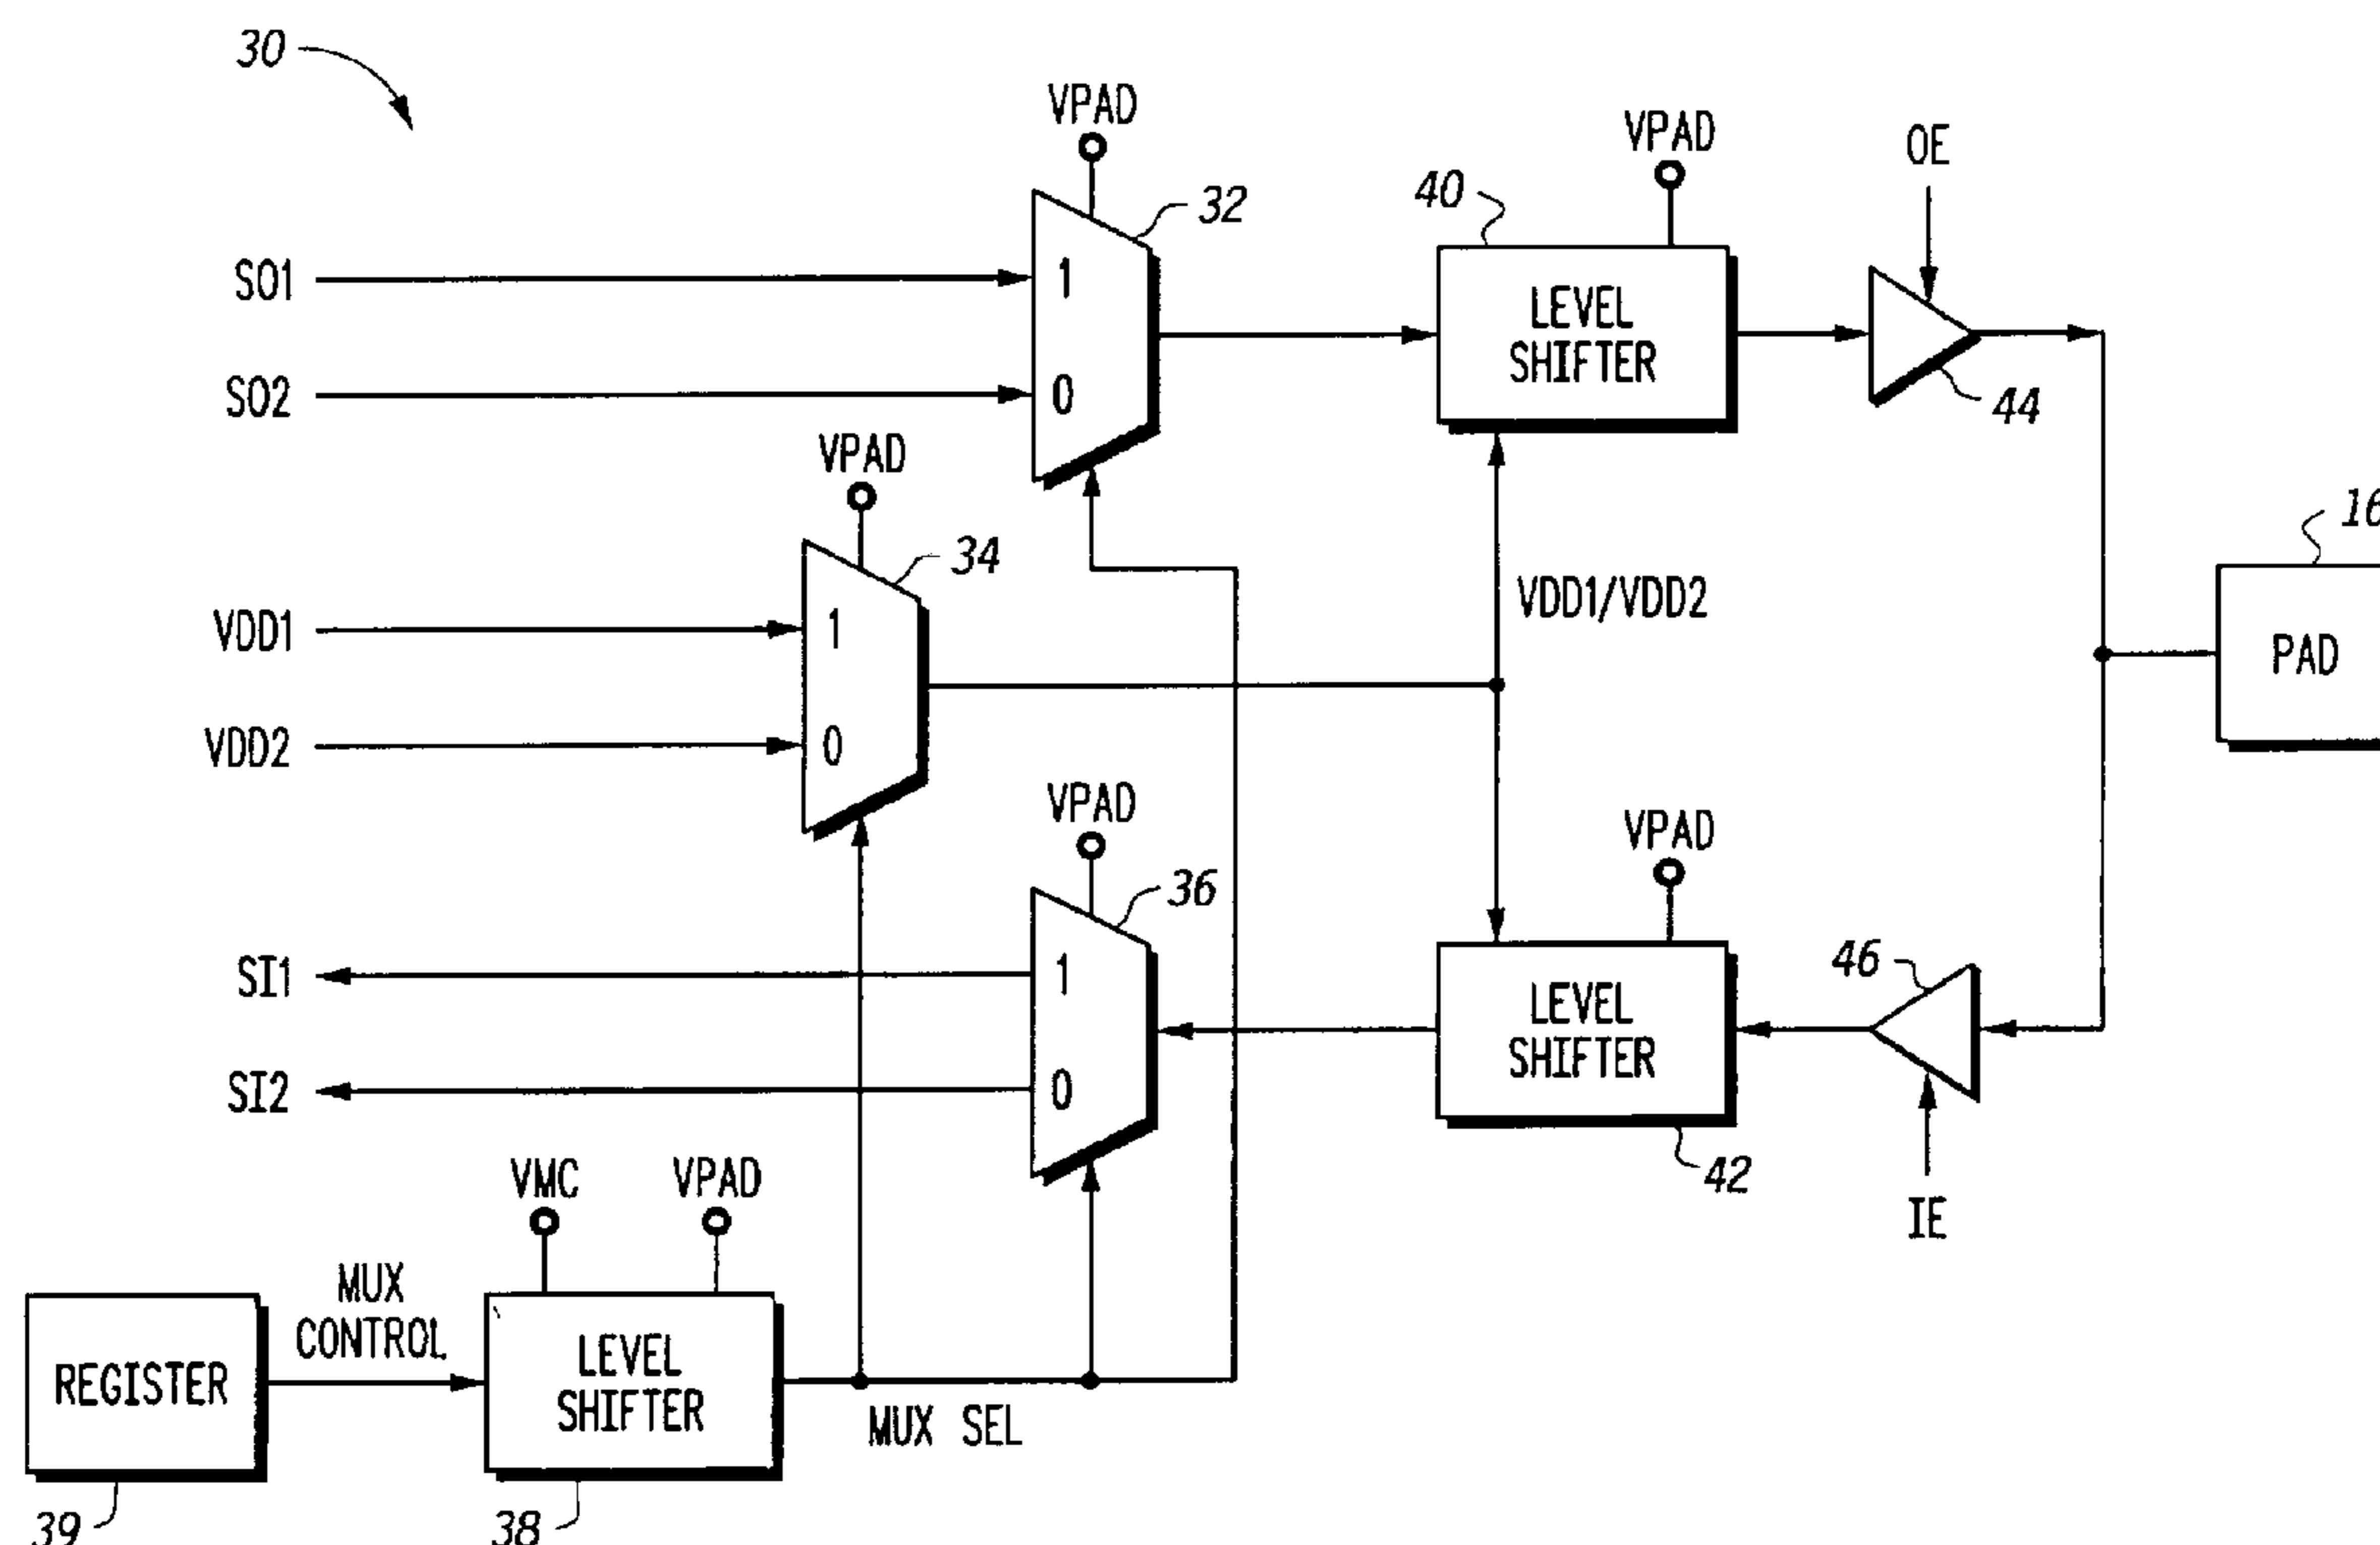 30
VPAD
VPAD
OE
40
32
SO1
1
LEVEL
SHIFTER
SO2
0
44
VPAD
16
34
VDD1/VDD2
VDD1
1
PAD
VDD2
0
VPAD
VPAD
36
46
SI1
1
LEVEL
SHIFTER
SI2
0
42
VMC
VPAD
IE
MUX
CONTROL
REGISTER
LEVEL
SHIFTER
MUX SEL
39
38